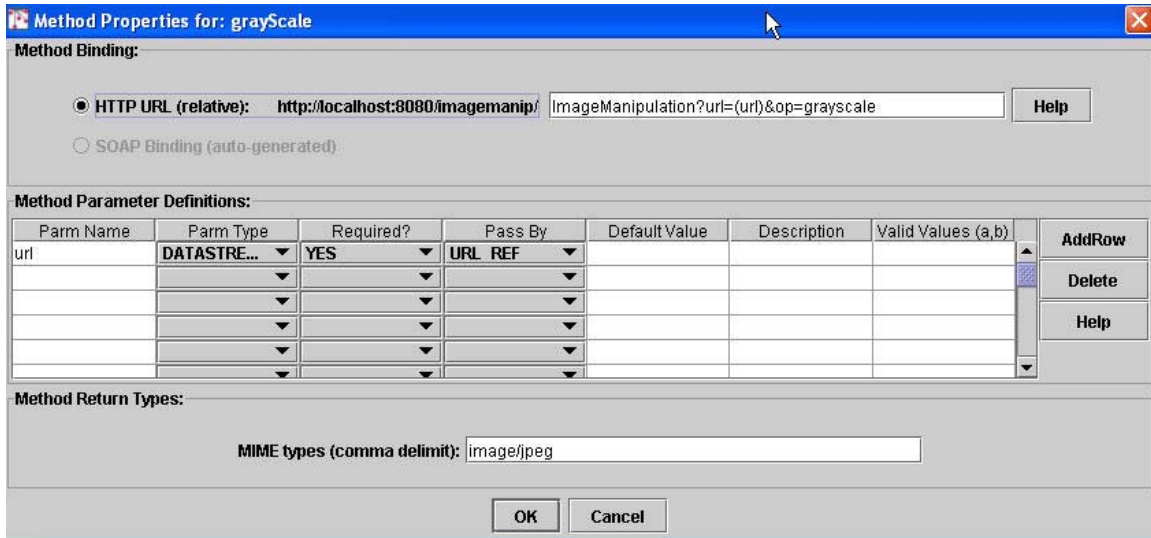 Method Properties for: grayScale
Method Binding:
HTTP URL (relative): http://localhost:8080/imagemanip/ ImageManipulation?url=(url)&op=grayscale Help
SOAP Binding (auto-generated)
Method Parameter Definitions:
Parm Name Parm Type Required? Pass By Default Value Description Valid Values (a,b) AddRow
url DATASTRE... YES URL_REF
Delete
Help
Method Return Types:
MIME types (comma delimit): image/jpeg
OK Cancel